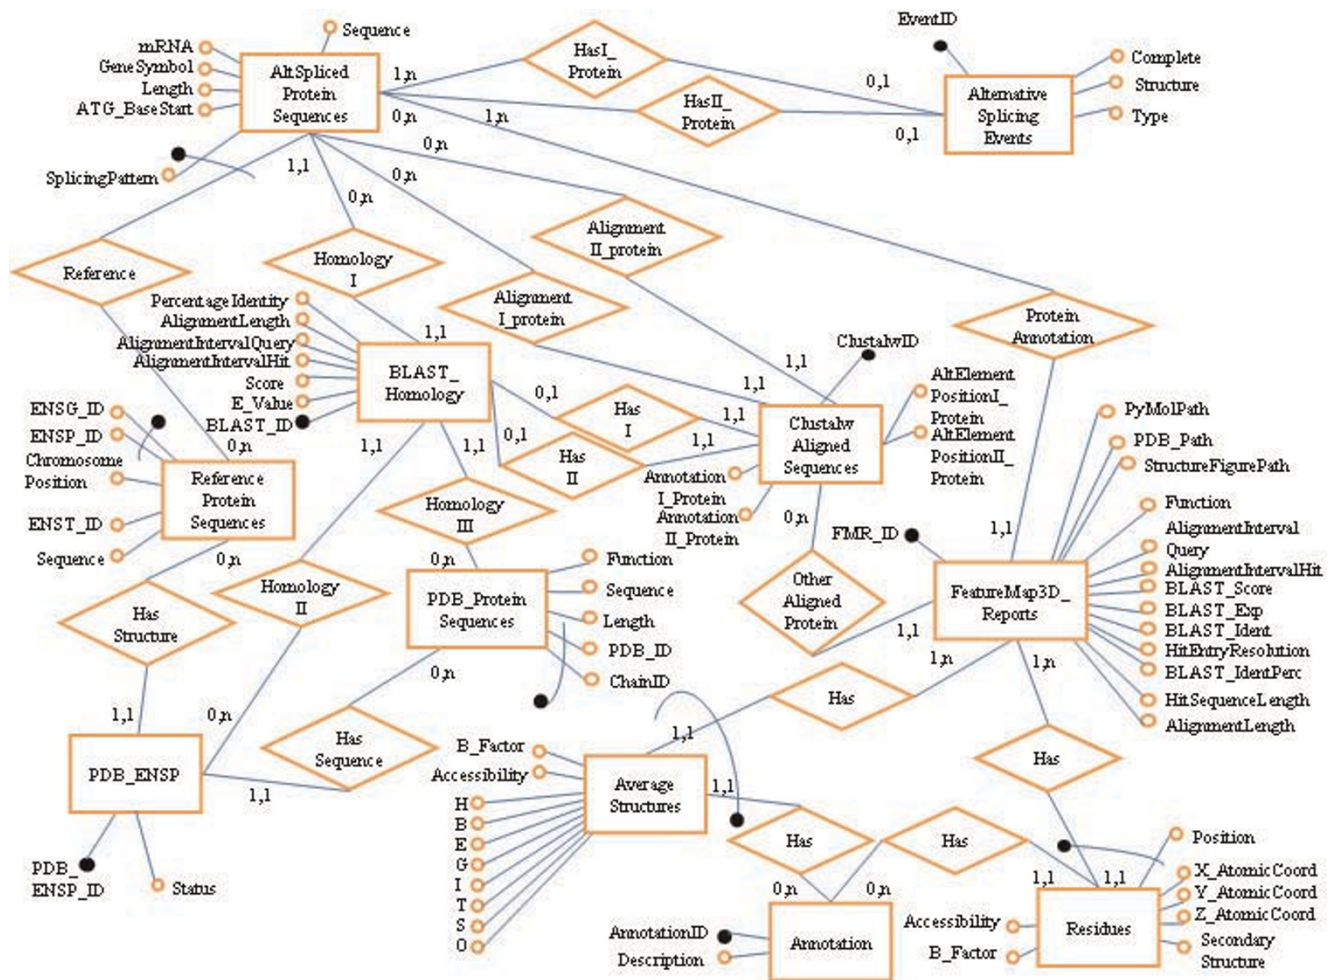 EventID
Sequence
mRNA
GeneSymbol
Length
ATG_BaseStart
AltSpliced
Protein
Sequences
1,n
HasI_
Protein
0,1
Complete
Structure
Type
Alternative
Splicing
Events
0,n
1,n
HasII_
Protein
0,1
0,n
SplicingPattern
1,1
0,n
0,n
Reference
Homology
I
Alignment
II_protein
Alignment
I_protein
Protein
Annotation
PercentageIdentity
AlignmentLength
AlignmentIntervalQuery
AlignmentIntervalHit
Score
E_Value
BLAST_ID
1,1
BLAST_
Homology
ClustalwID
1,1
1,1
0,1
Has
I
1,1
Clustalw
Aligned
Sequences
AltElement
PositionI_
Protein
AltElement
PositionII_
Protein
ENSG_ID
ENSP_ID
Chromosome
Position
ENST_ID
Sequence
0,n
Reference
Protein
Sequences
0,n
1,1
1,1
0,1
Has
II
1,1
Annotation
I_Protein
Annotation
II_Protein
0,n
PyMolPath
PDB_Path
StructureFigurePath
Homology
III
0,n
FMR_ID
1,1
Function
AlignmentInterval
Query
AlignmentIntervalHit
BLAST_Score
BLAST_Exp
BLAST_Ident
HitEntryResolution
BLAST_IdentPerc
HitSequenceLength
AlignmentLength
FeatureMap3D_
Reports
Has
Structure
Homology
II
PDB_Protein
Sequences
Function
Sequence
Length
PDB_ID
ChainID
Other
Aligned
Protein
1,1
1,n
1,n
0,n
Has
1,1
0,n
Has
Sequence
1,1
PDB_ENSP
1,1
PDB_
ENSP_ID
Status
B_Factor
Accessibility
H
B
E
G
I
T
S
O
Average
Structures
1,1
Has
Has
Has
0,n
0,n
Annotation
AnnotationID
Description
1,1
1,1
Position
X_AtomicCoord
Y_AtomicCoord
Z_AtomicCoord
Secondary
Structure
Residues
Accessibility
B_Factor